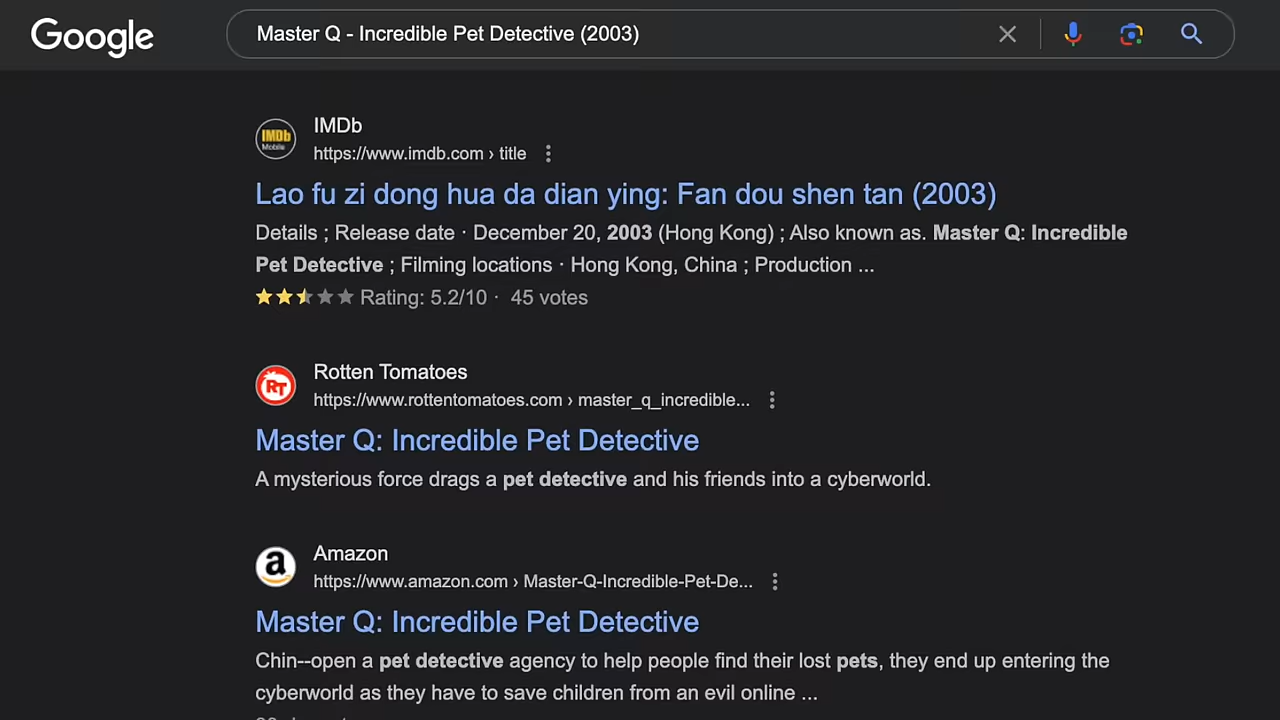 Google
Master Q - Incredible Pet Detective (2003)
IMDb
Mobile
IMDb
https://www.imdb.com › title
Lao fu zi dong hua da dian ying: Fan dou shen tan (2003)
Details ; Release date · December 20, 2003 (Hong Kong) ; Also known as. Master Q: Incredible
Pet Detective ; Filming locations · Hong Kong, China ; Production ...
Rating: 5.2/10 · 45 votes
RT
Rotten Tomatoes
https://www.rottentomatoes.com › master_q_incredible...
Master Q: Incredible Pet Detective
A mysterious force drags a pet detective and his friends into a cyberworld.
a
Amazon
https://www.amazon.com › Master-Q-Incredible-Pet-De...
Master Q: Incredible Pet Detective
Chin--open a pet detective agency to help people find their lost pets, they end up entering the
cyberworld as they have to save children from an evil online ...